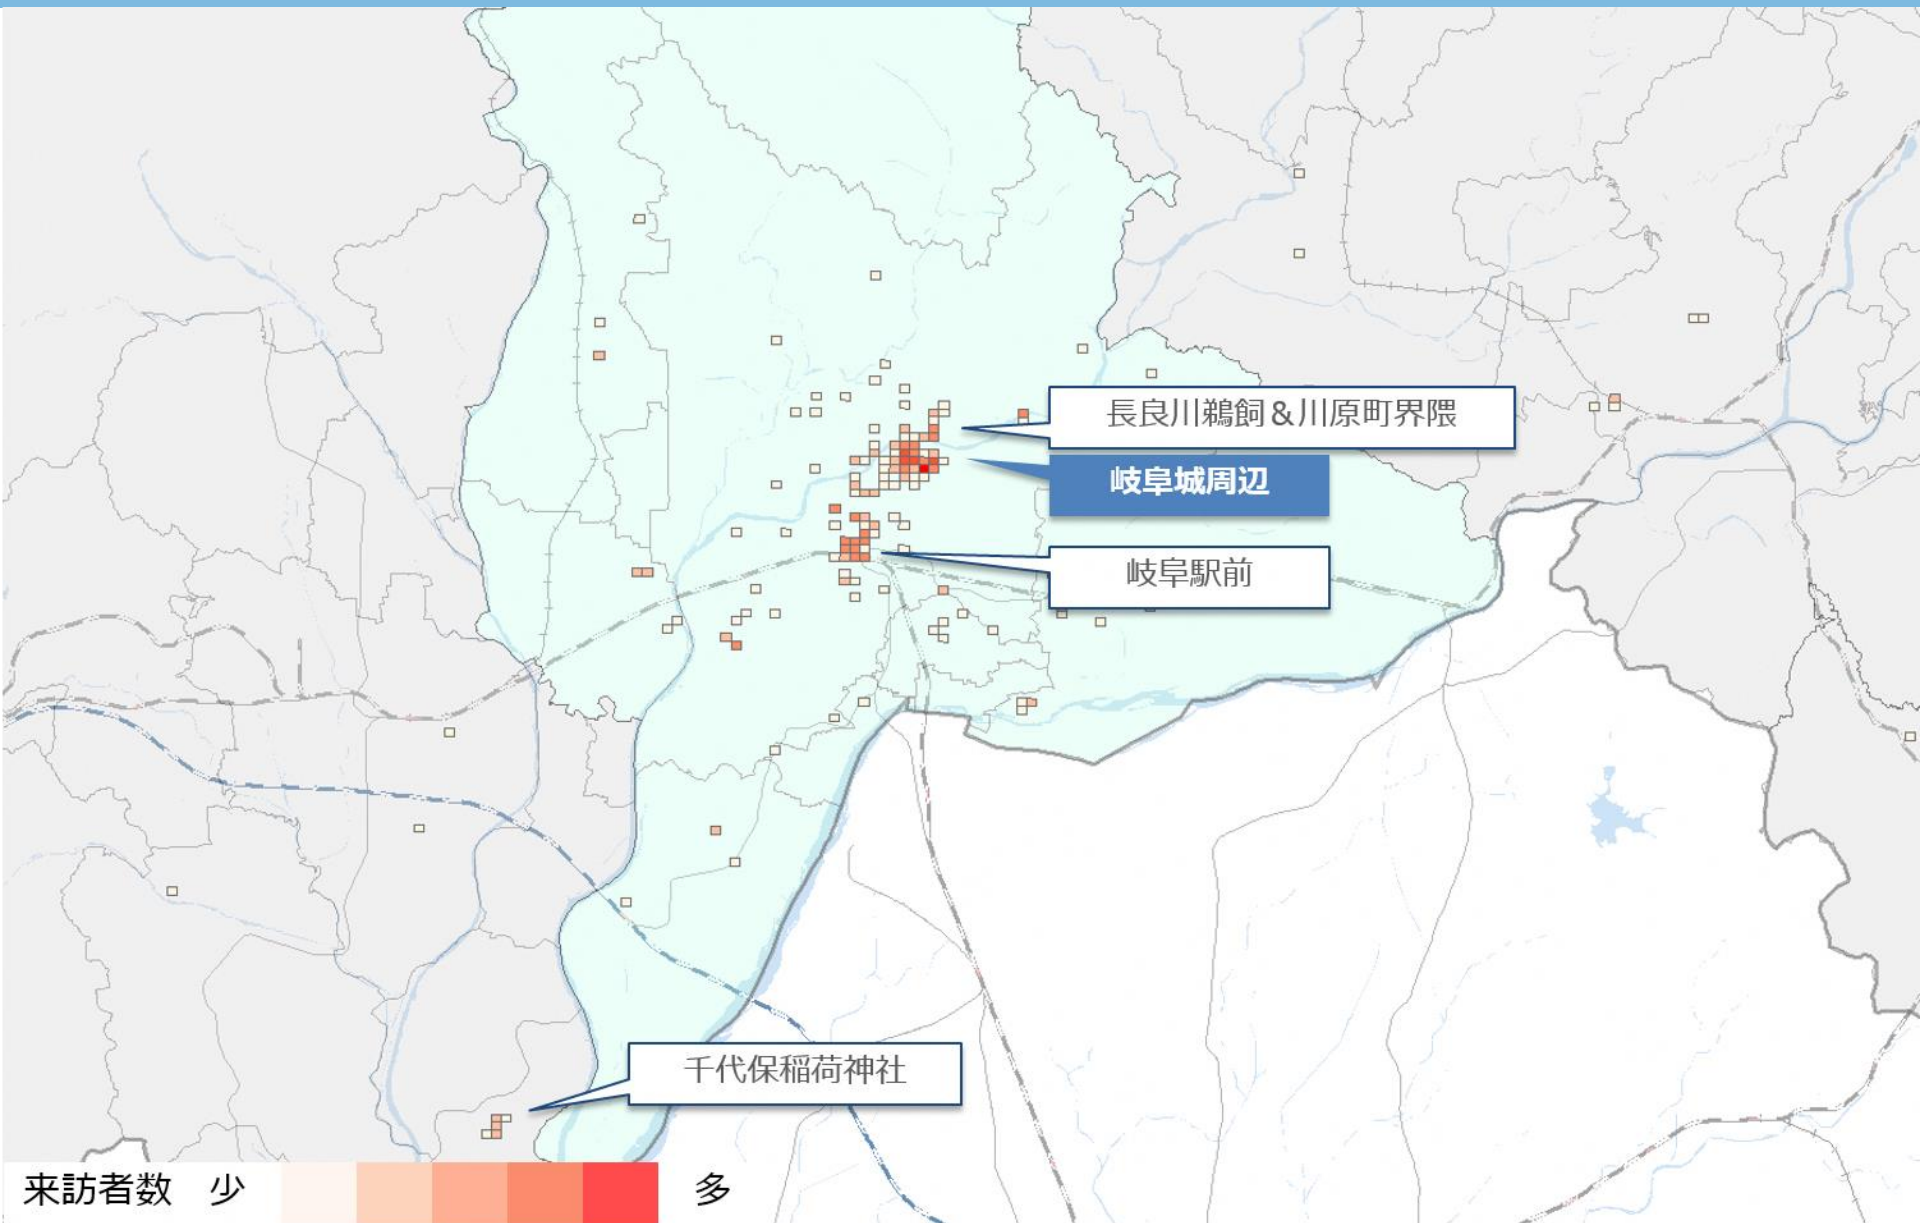 長良川鵜飼＆川原町界隈
岐阜城周辺
岐阜駅前
千代保稲荷神社
来訪者数 少 多